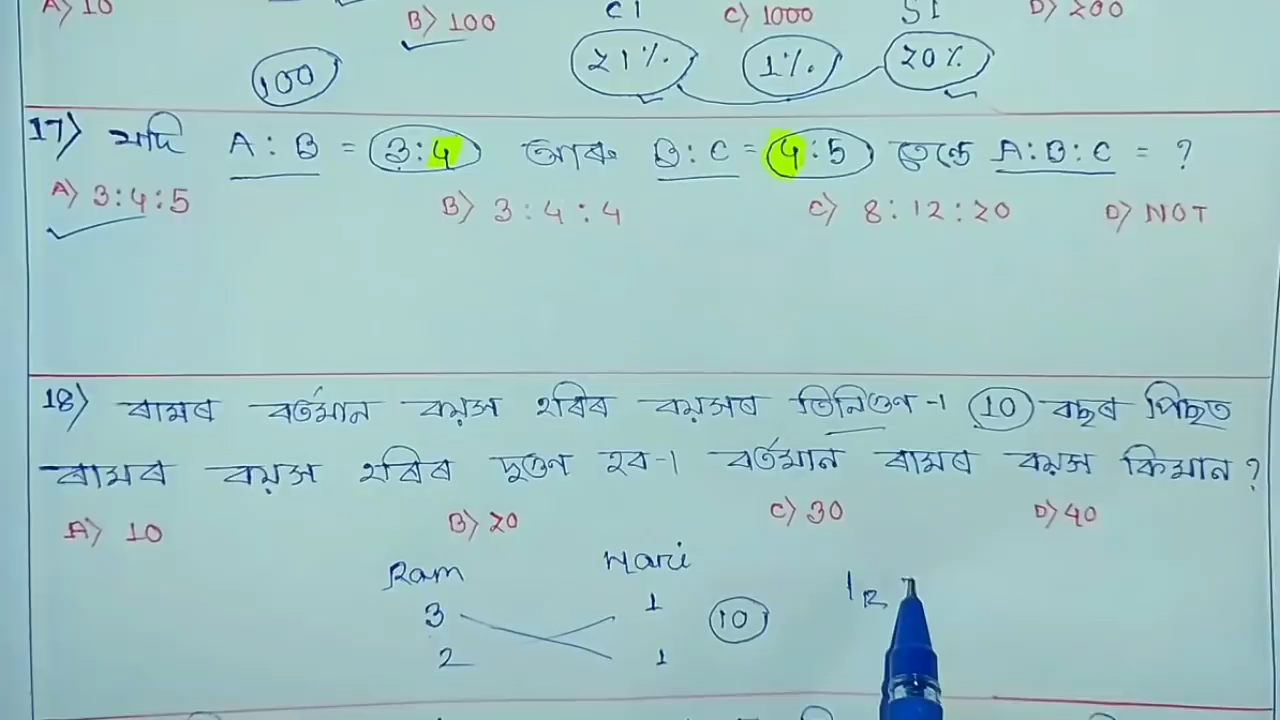 A) 10 B) 100 CI C) 1000 SI D) 200
100 21% 1% 20%
17) যদি A : B = 3:4 আৰু B : C = 4:5 তেন্তে A:B:C = ?
A) 3:4:5 B) 3:4:4 C) 8:12:20 D) NOT
18) ৰামৰ বৰ্তমান বয়স হৰিৰ বয়সৰ তিনিগুণ। 10 বছৰ পিছত
ৰামৰ বয়স হৰিৰ দুগুণ হব। বৰ্তমান ৰামৰ বয়স কিমান?
A) 10 B) 20 C) 30 D) 40
Ram Hari
3 1 10
2 1